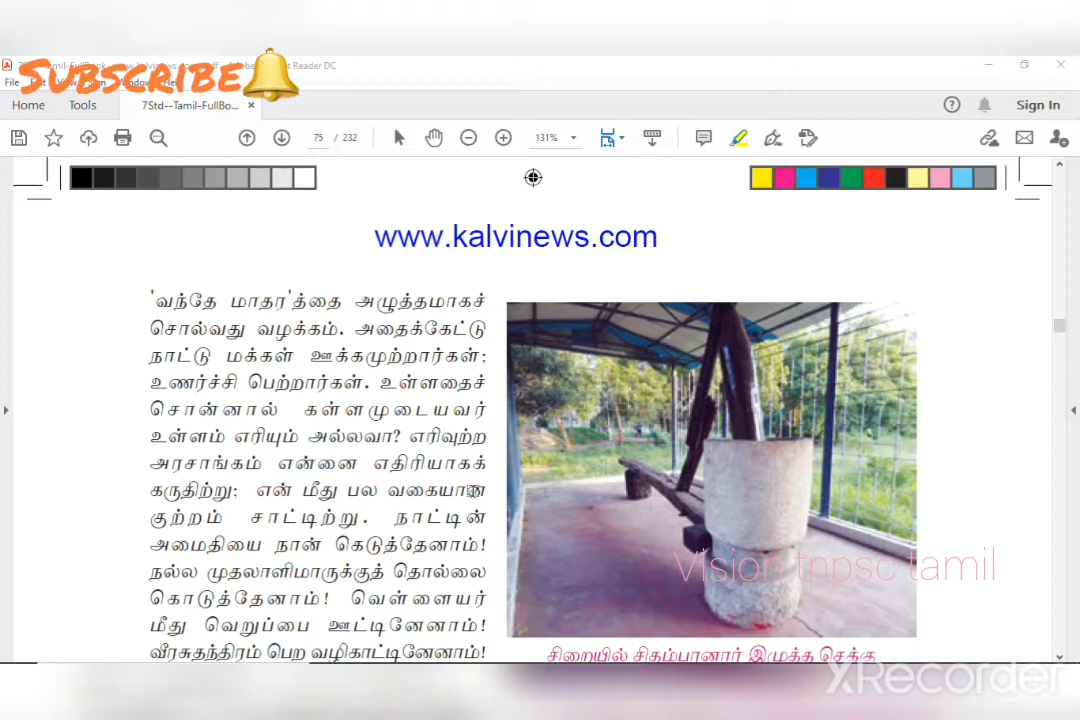 SUBSCRIBE
File
Home Tools 7Std--Tamil-FullBo... × Sign In
75 / 232 131%
www.kalvinews.com
'வந்தே மாதர'த்தை அழுத்தமாகச்
சொல்வது வழக்கம். அதைக்கேட்டு
நாட்டு மக்கள் ஊக்கமுற்றார்கள்;
உணர்ச்சி பெற்றார்கள். உள்ளதைச்
சொன்னால் கள்ளமுடையவர்
உள்ளம் எரியும் அல்லவா? எரிவுற்ற
அரசாங்கம் என்னை எதிரியாகக்
கருதிற்று; என் மீது பல வகையான
குற்றம் சாட்டிற்று. நாட்டின்
அமைதியை நான் கெடுத்தேனாம்!
நல்ல முதலாளிமாருக்குத் தொல்லை
கொடுத்தேனாம்! வெள்ளையர்
மீது வெறுப்பை ஊட்டினேனாம்!
வீரசுதந்திரம் பெற வழிகாட்டினேனாம்!
Vision tnpsc tamil
சிறையில் சிதம்பரனார் இழுத்த செக்கு
XRecorder